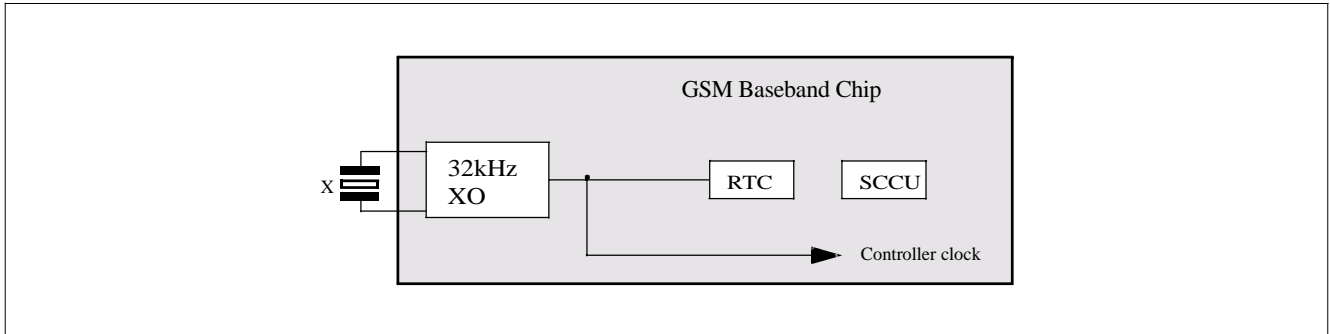 GSM Baseband Chip
X
32kHz
XO
RTC
SCCU
Controller clock